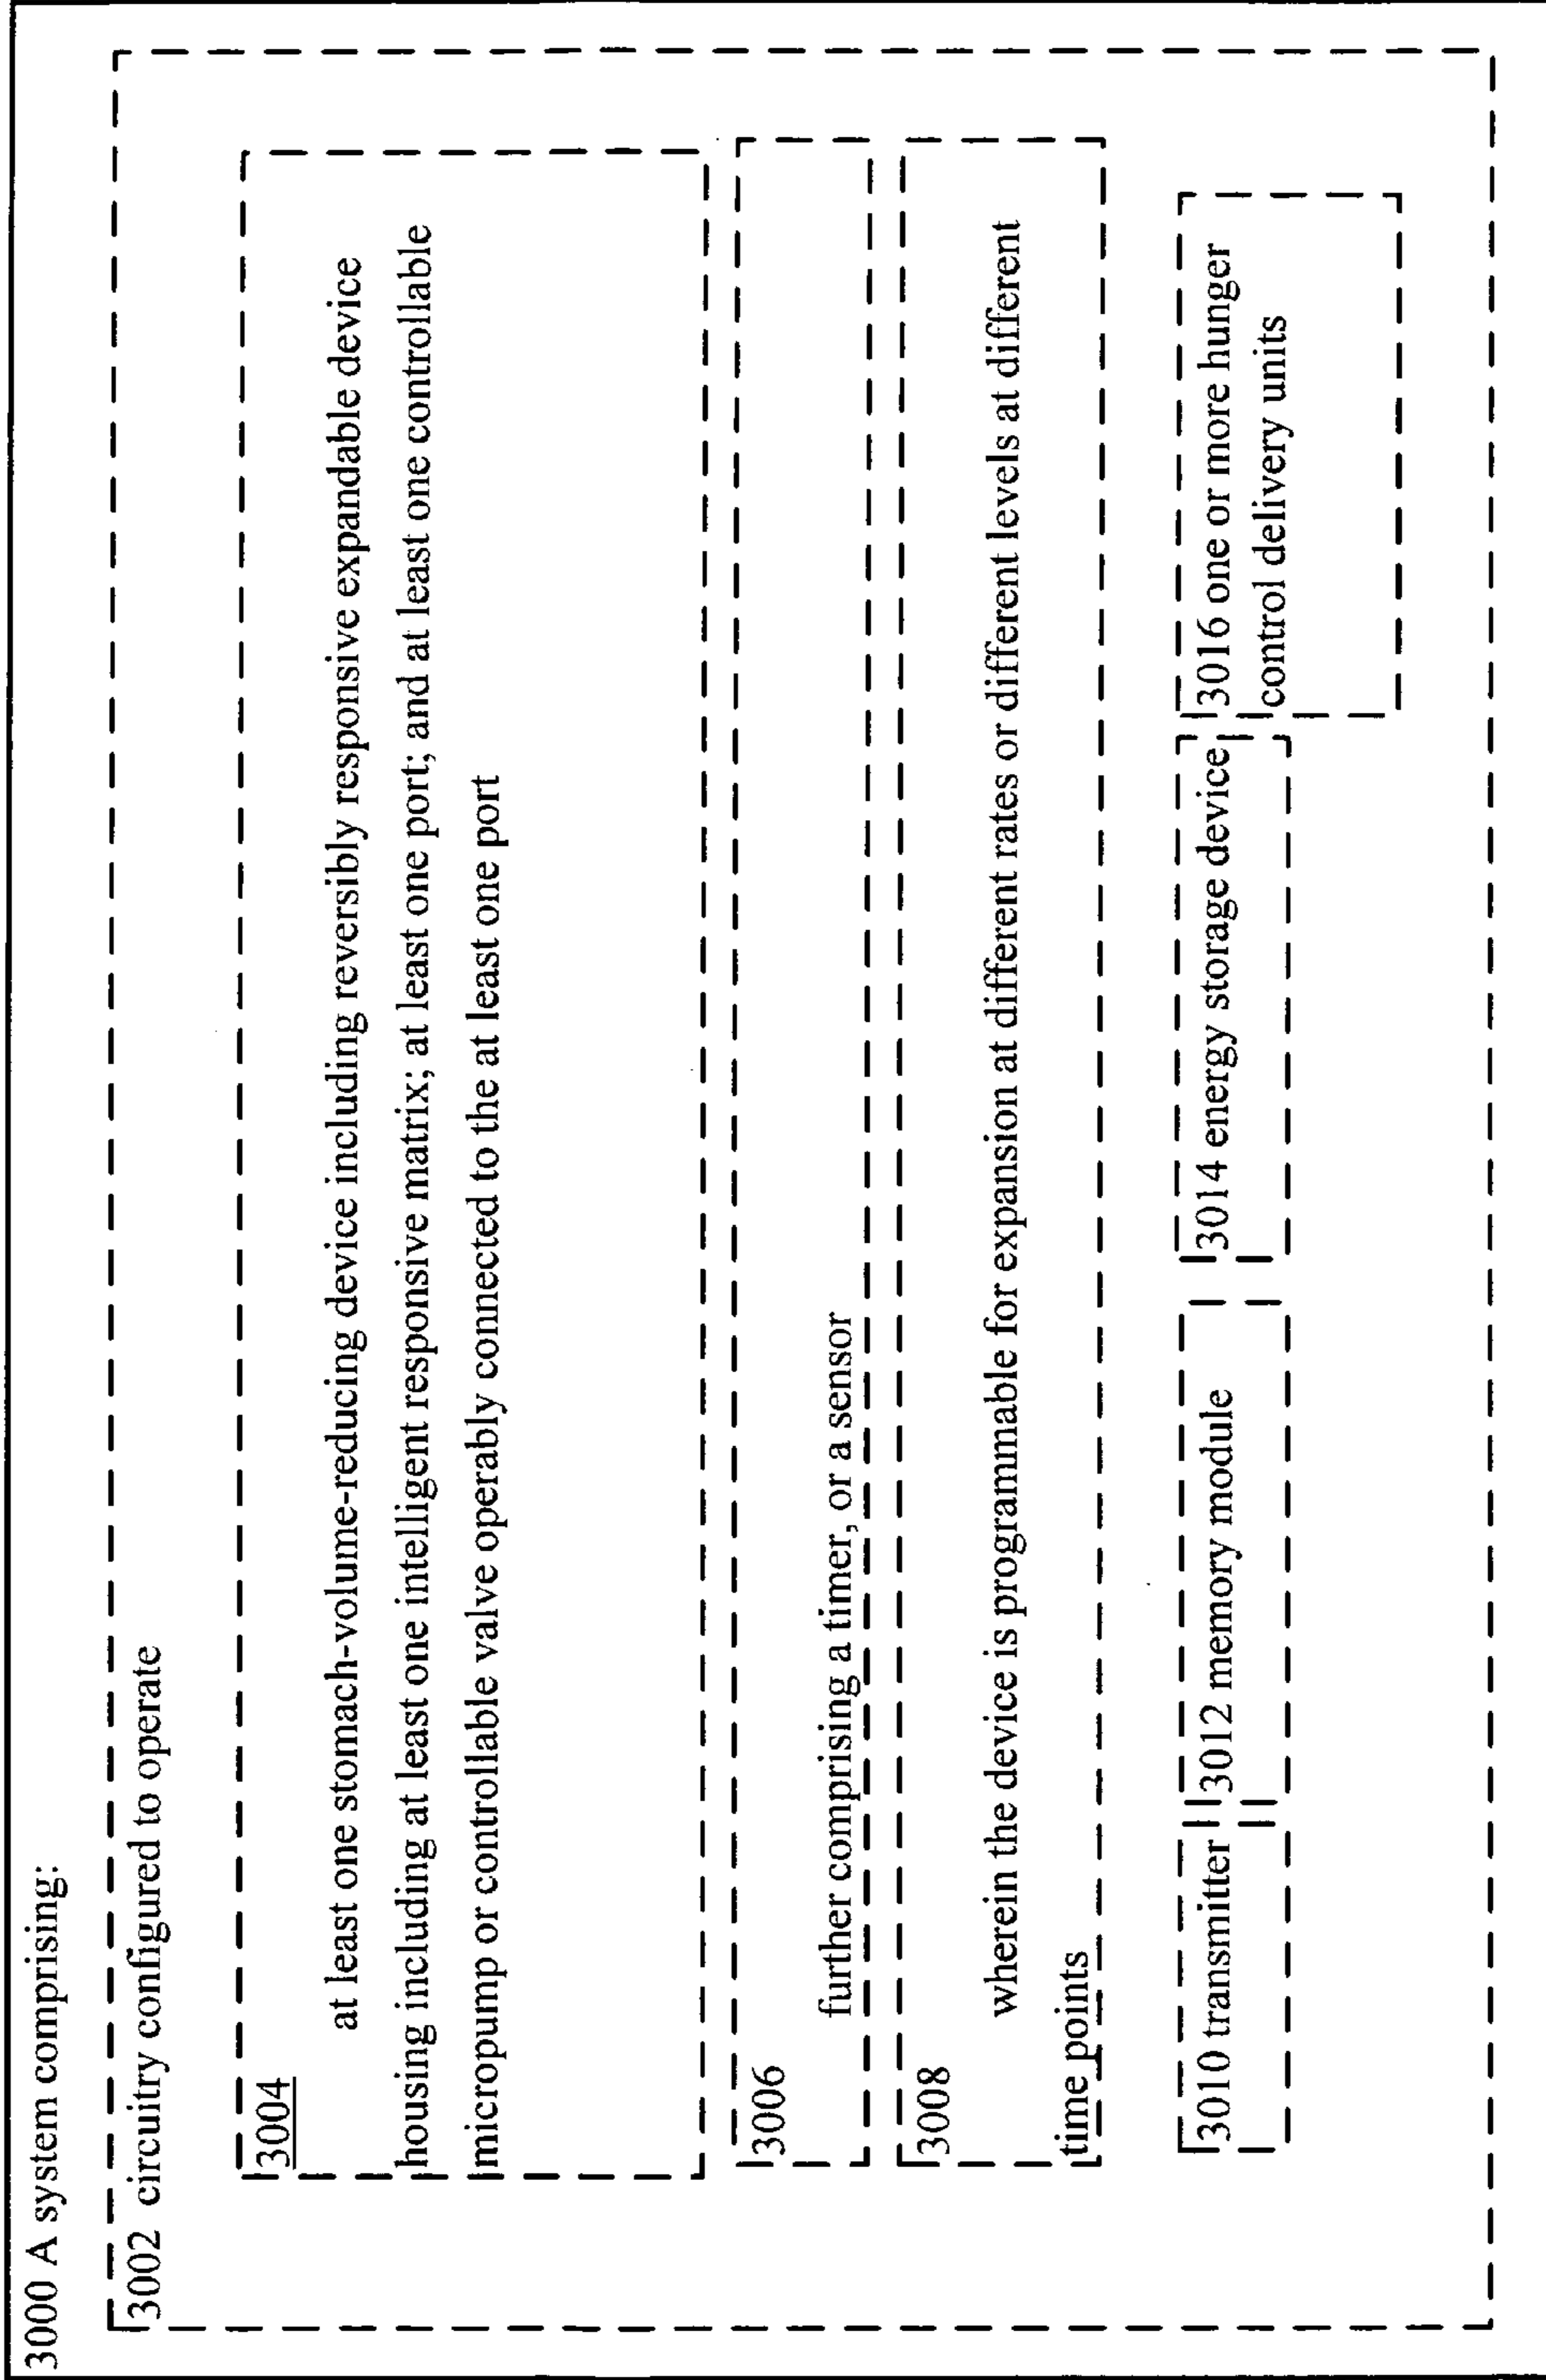 3000 A system comprising:
3002 circuitry configured to operate
3004
at least one stomach-volume-reducing device including reversibly responsive expandable device
housing including at least one intelligent responsive matrix; at least one port; and at least one controllable
micropump or controllable valve operably connected to the at least one port
3006
further comprising a timer, or a sensor
3008
wherein the device is programmable for expansion at different rates or different levels at different
time points
3010 transmitter
3012 memory module
3014 energy storage device
3016 one or more hunger
control delivery units